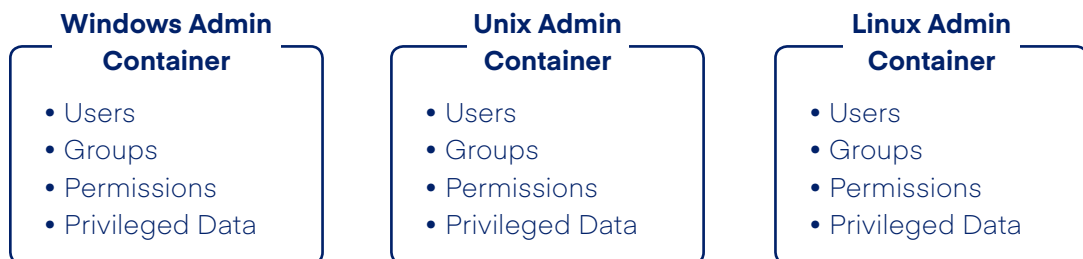 Windows Admin
Container
• Users
• Groups
• Permissions
• Privileged Data
Unix Admin
Container
• Users
• Groups
• Permissions
• Privileged Data
Linux Admin
Container
• Users
• Groups
• Permissions
• Privileged Data